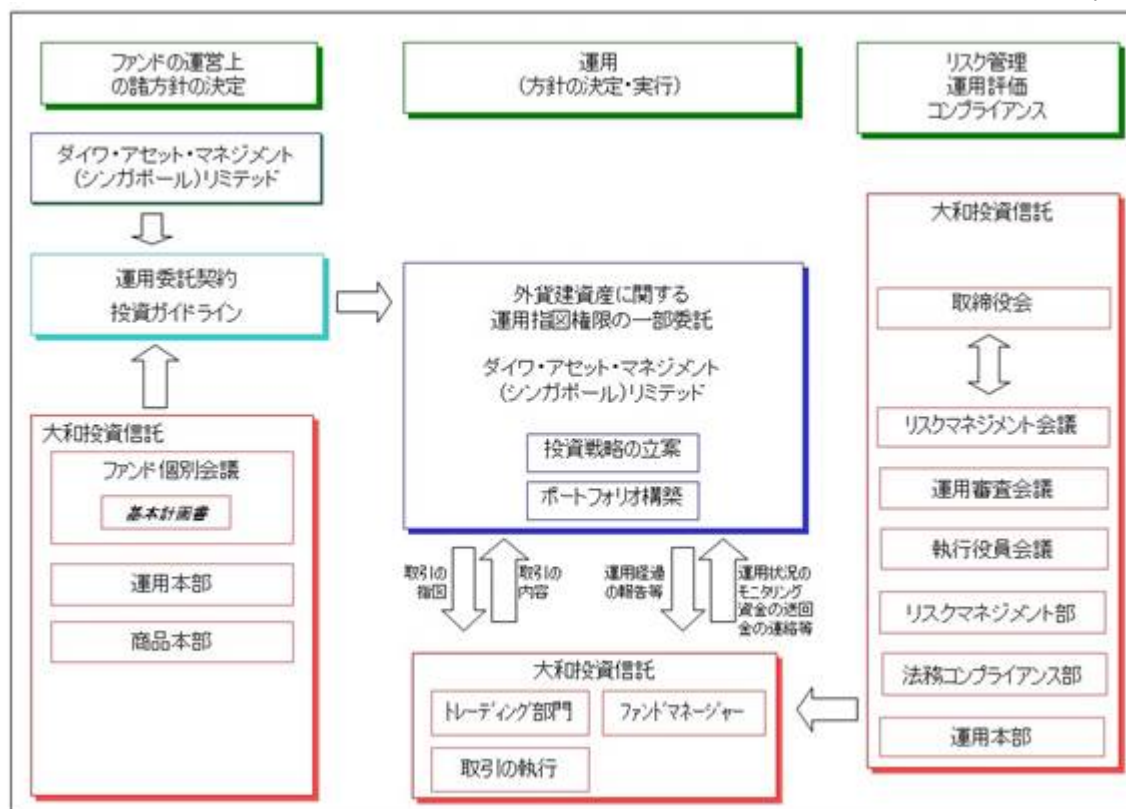 ファンドの運営上
の諸方針の決定
運用
(方針の決定・実行)
リスク管理
運用評価
コンプライアンス
ダイワ・アセット・マネジメント
(シンガポール)リミテッド
運用委託契約
投資ガイドライン
大和投資信託
ファンド個別会議
基本計画書
運用本部
商品本部
外貨建資産に関する
運用指図権限の一部委託
ダイワ・アセット・マネジメント
(シンガポール)リミテッド
投資戦略の立案
ポートフォリオ構築
取引の
指図
取引の
内容
運用経過
の報告等
運用状況の
モニタリング
資金の送回
金の連絡等
大和投資信託
トレーディング部門
ファンドマネージャー
取引の執行
大和投資信託
取締役会
リスクマネジメント会議
運用審査会議
執行役員会議
リスクマネジメント部
法務コンプライアンス部
運用本部